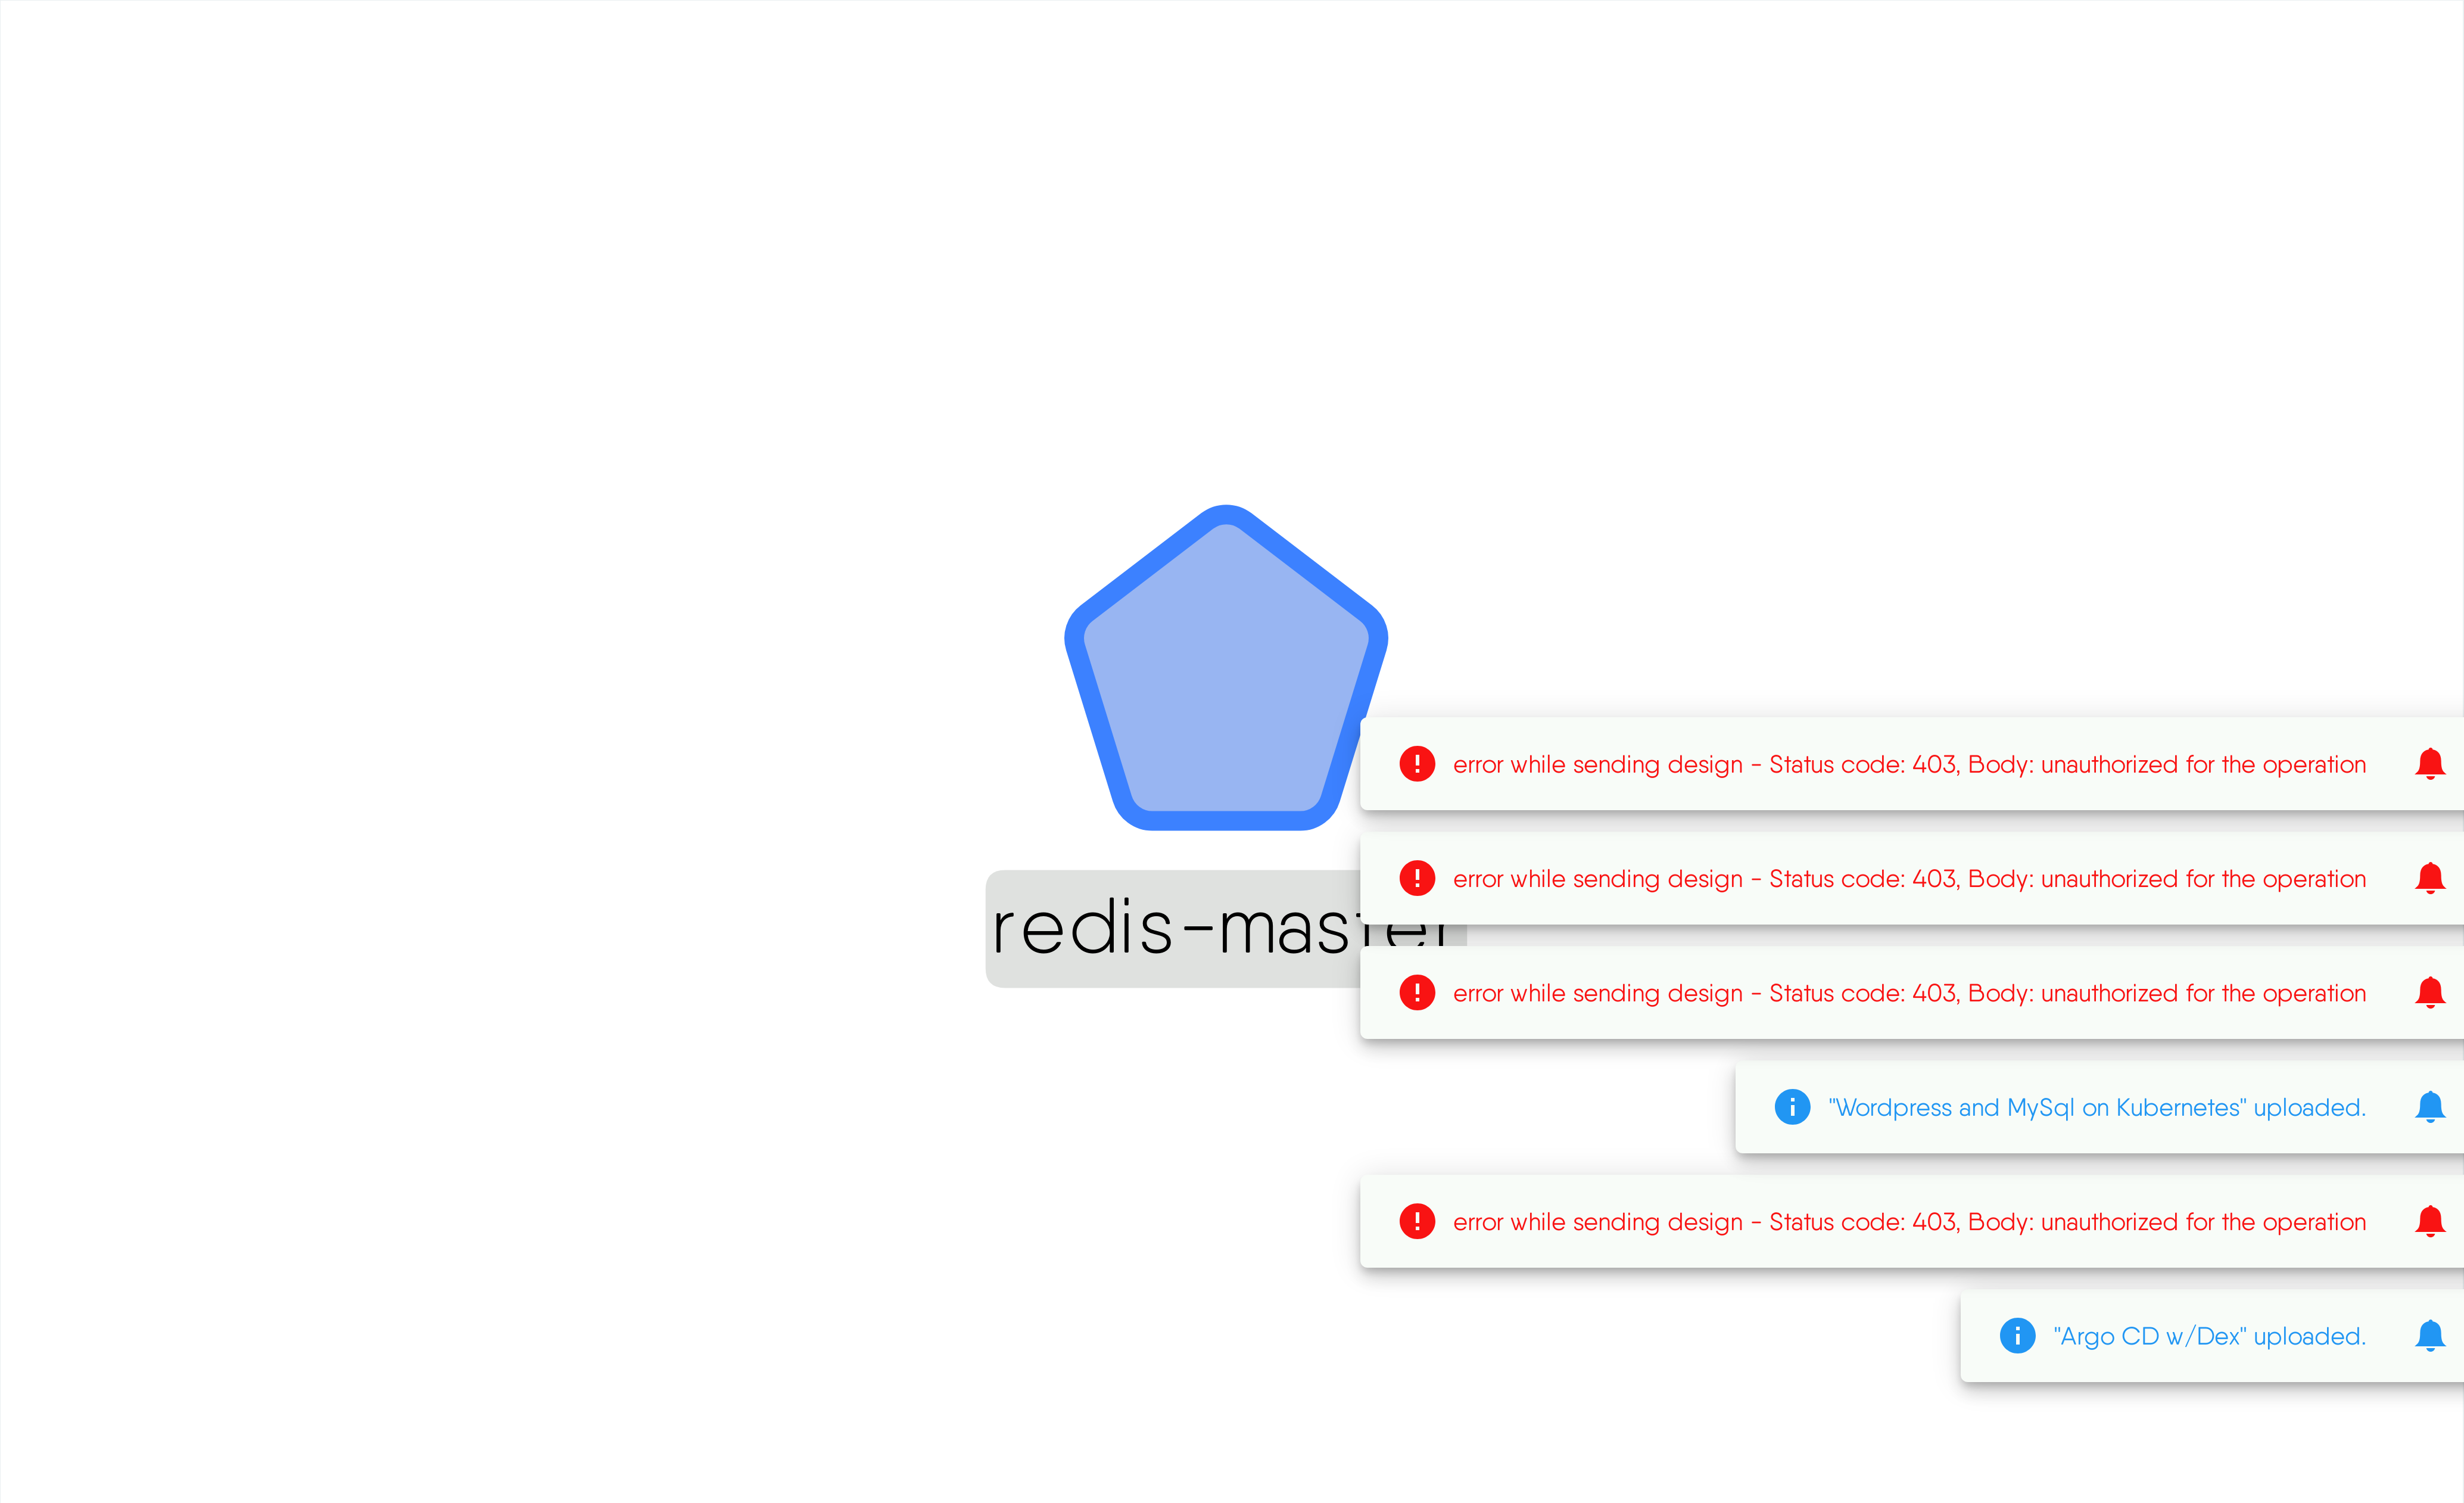 error while sending design - Status code: 403, Body: unauthorized for the operation
error while sending design - Status code: 403, Body: unauthorized for the operation
redis-master
error while sending design - Status code: 403, Body: unauthorized for the operation
"Wordpress and MySql on Kubernetes" uploaded.
error while sending design - Status code: 403, Body: unauthorized for the operation
"Argo CD w/Dex" uploaded.